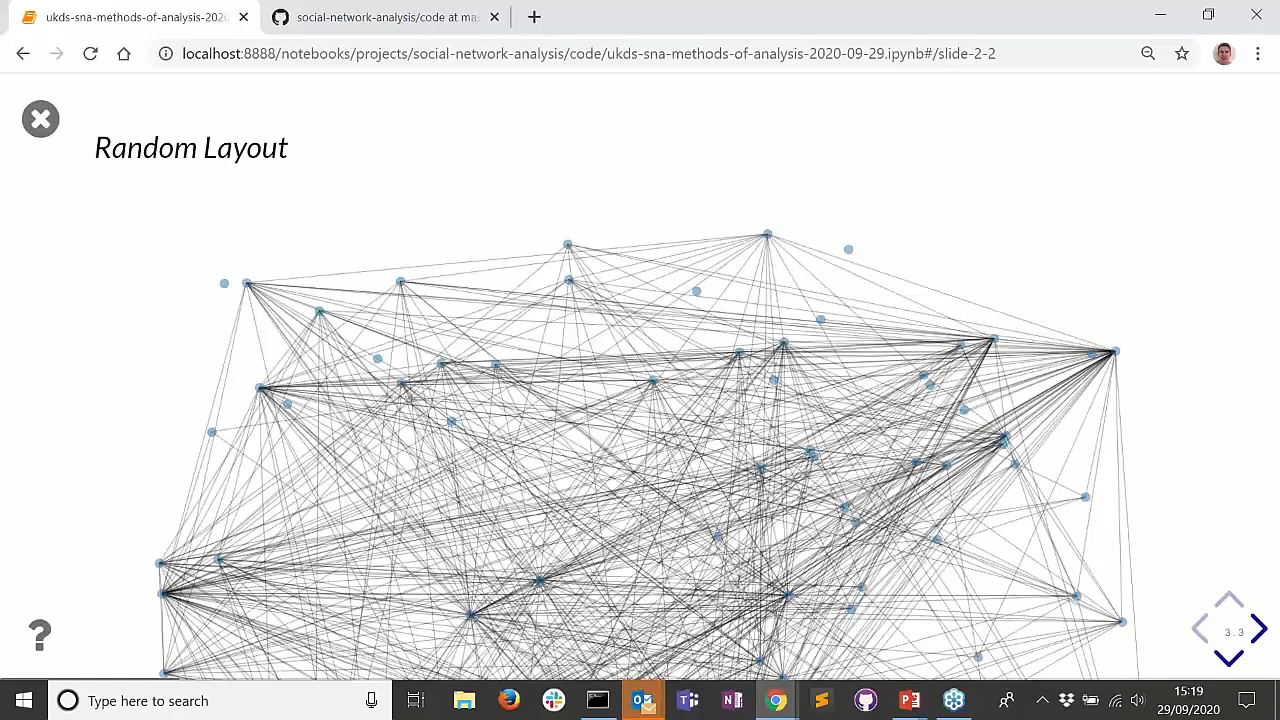 ukds-sna-methods-of-analysis-2020
social-network-analysis/code at ma
localhost:8888/notebooks/projects/social-network-analysis/code/ukds-sna-methods-of-analysis-2020-09-29.ipynb#/slide-2-2
Random Layout
?
3.3
Type here to search
15:19
29/09/2020